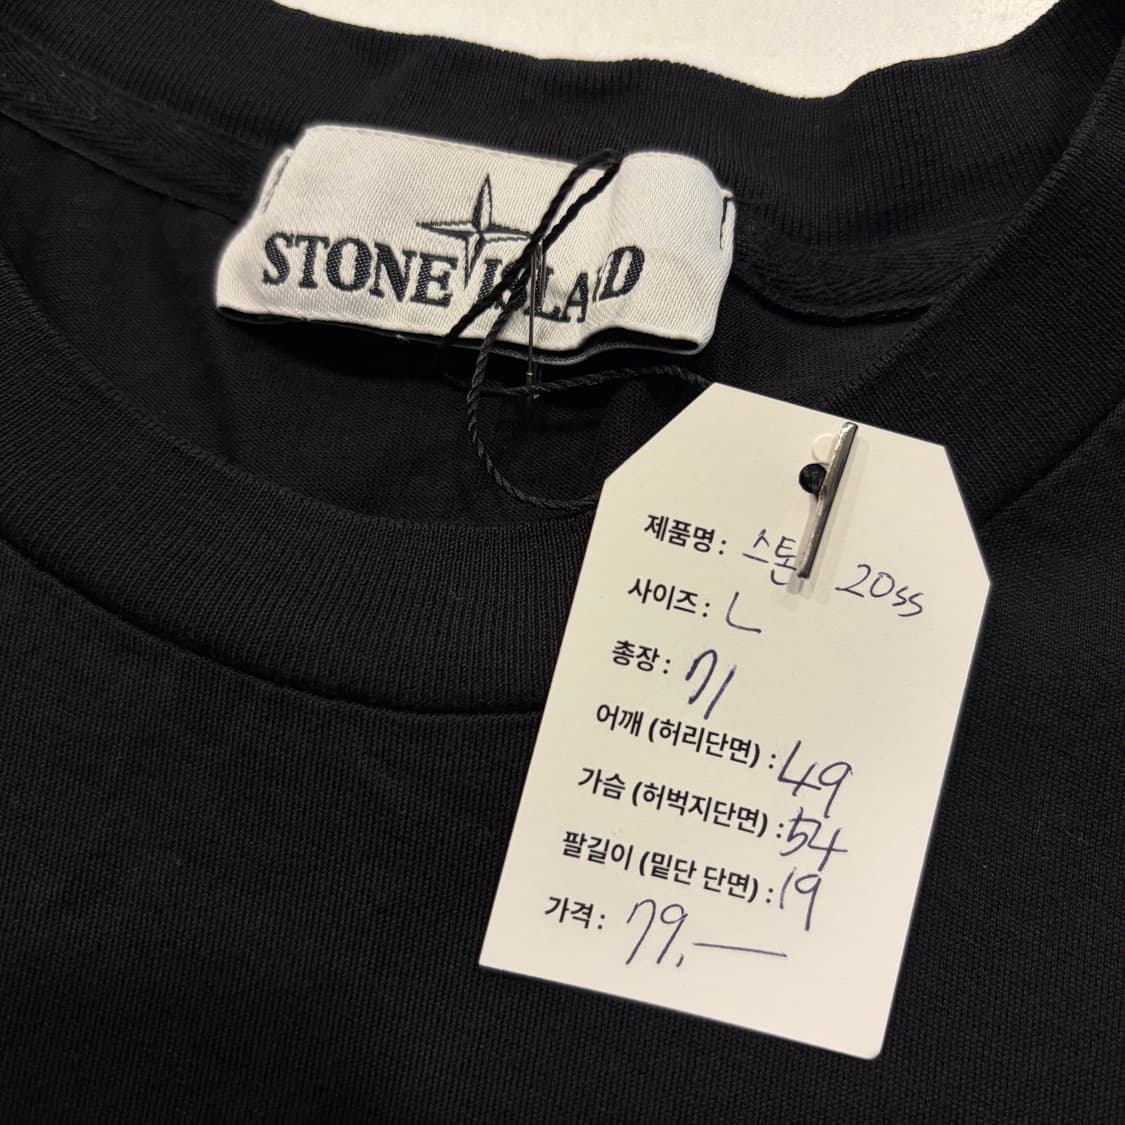 STONE ISLAND
제품명: 스톤 20ss
사이즈: L
총장: 71
어깨 (허리단면) : 49
가슴 (허벅지단면) : 54
팔길이 (밑단 단면) : 19
가격: 79,—